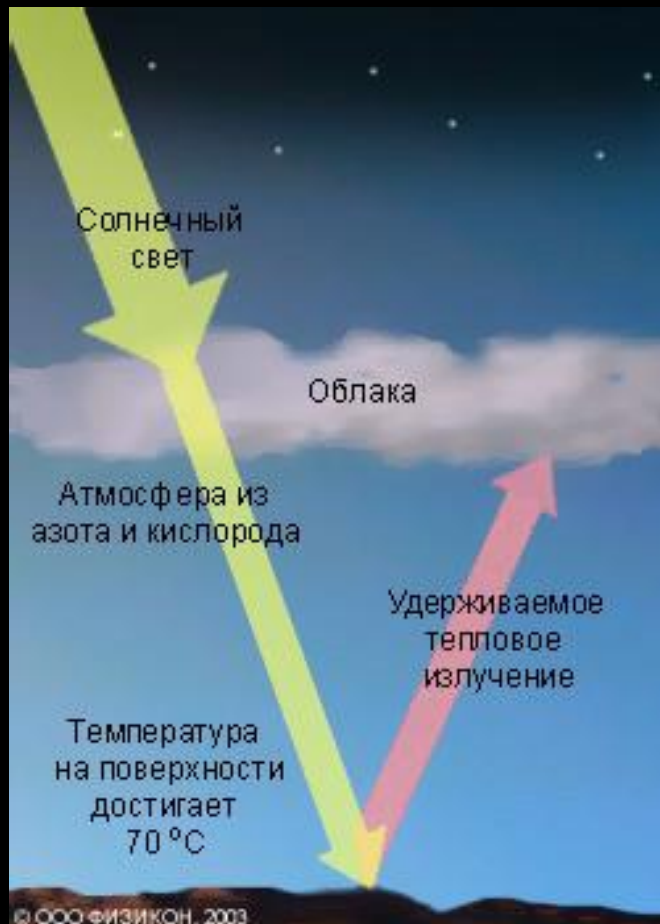 Солнечный
свет
Облака
Атмосфера из
азота и кислорода
Удерживаемое
тепловое
излучение
Температура
на поверхности
достигает
70 °C
© ООО ФИЗИКОН, 2003